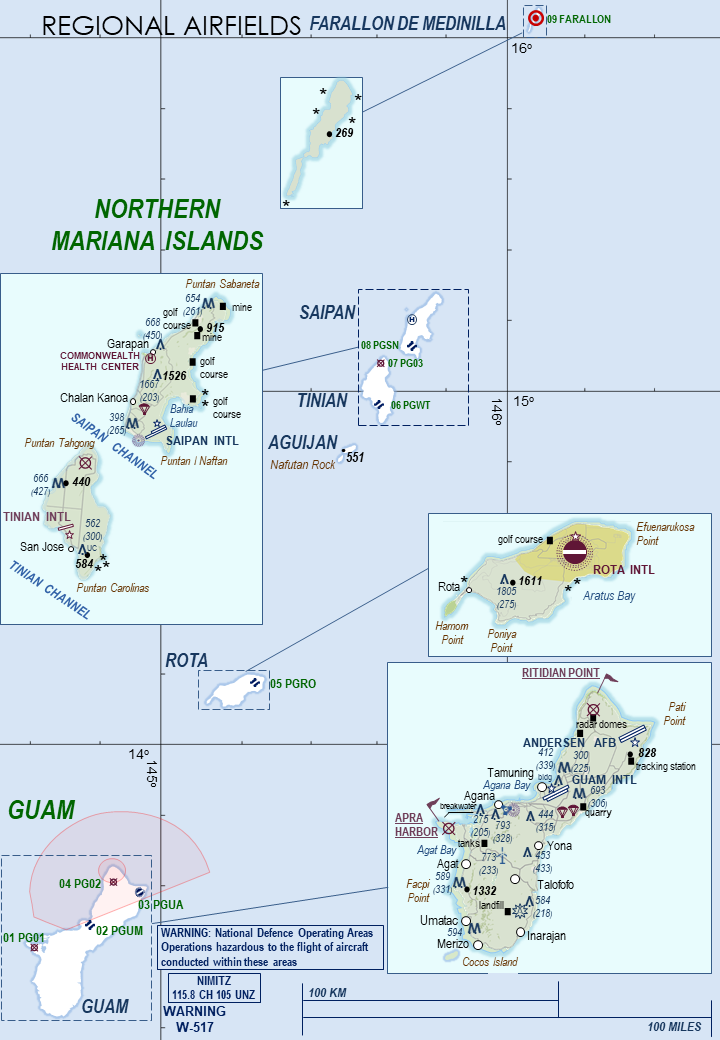 REGIONAL AIRFIELDS
FARALLON DE MEDINILLA
09 FARALLON
16º
269
NORTHERN
MARIANA ISLANDS
Puntan Sabaneta
654
(261)
mine
golf
course
915
mine
668
(450)
Garapan
COMMONWEALTH
HEALTH CENTER
1526
golf
course
1667
(203)
Chalan Kanoa
golf
course
398
(265)
Bahia
Laulau
SAIPAN INTL
SAIPAN CHANNEL
Puntan I Naftan
Puntan Tahgong
666
(427)
440
TINIAN INTL
562
(300)
San Jose
UC
584
TINIAN CHANNEL
Puntan Carolinas
SAIPAN
08 PGSN
07 PG03
TINIAN
06 PGWT
15º
146º
AGUIJAN
Nafutan Rock
551
golf course
Efuenarukosa
Point
ROTA INTL
Rota
1611
1805
(275)
Aratus Bay
Hamom
Point
Poniya
Point
ROTA
05 PGRO
14º
145º
RITIDIAN POINT
Pati
Point
radar domes
ANDERSEN AFB
412
(339)
300
(225)
828
tracking station
Tamuning
bldg
GUAM INTL
Agana Bay
693
(306)
Agana
quarry
breakwater
275
(205)
793
(328)
444
(315)
APRA
HARBOR
tanks
Yona
Agat Bay
773
(233)
453
(433)
Agat
589
(331)
Talofofo
Facpi
Point
1332
584
(218)
landfill
Umatac
594
Inarajan
Merizo
Cocos Island
GUAM
04 PG02
03 PGUA
02 PGUM
01 PG01
GUAM
WARNING: National Defence Operating Areas
Operations hazardous to the flight of aircraft
conducted within these areas
NIMITZ
115.8 CH 105 UNZ
WARNING
W-517
100 KM
100 MILES